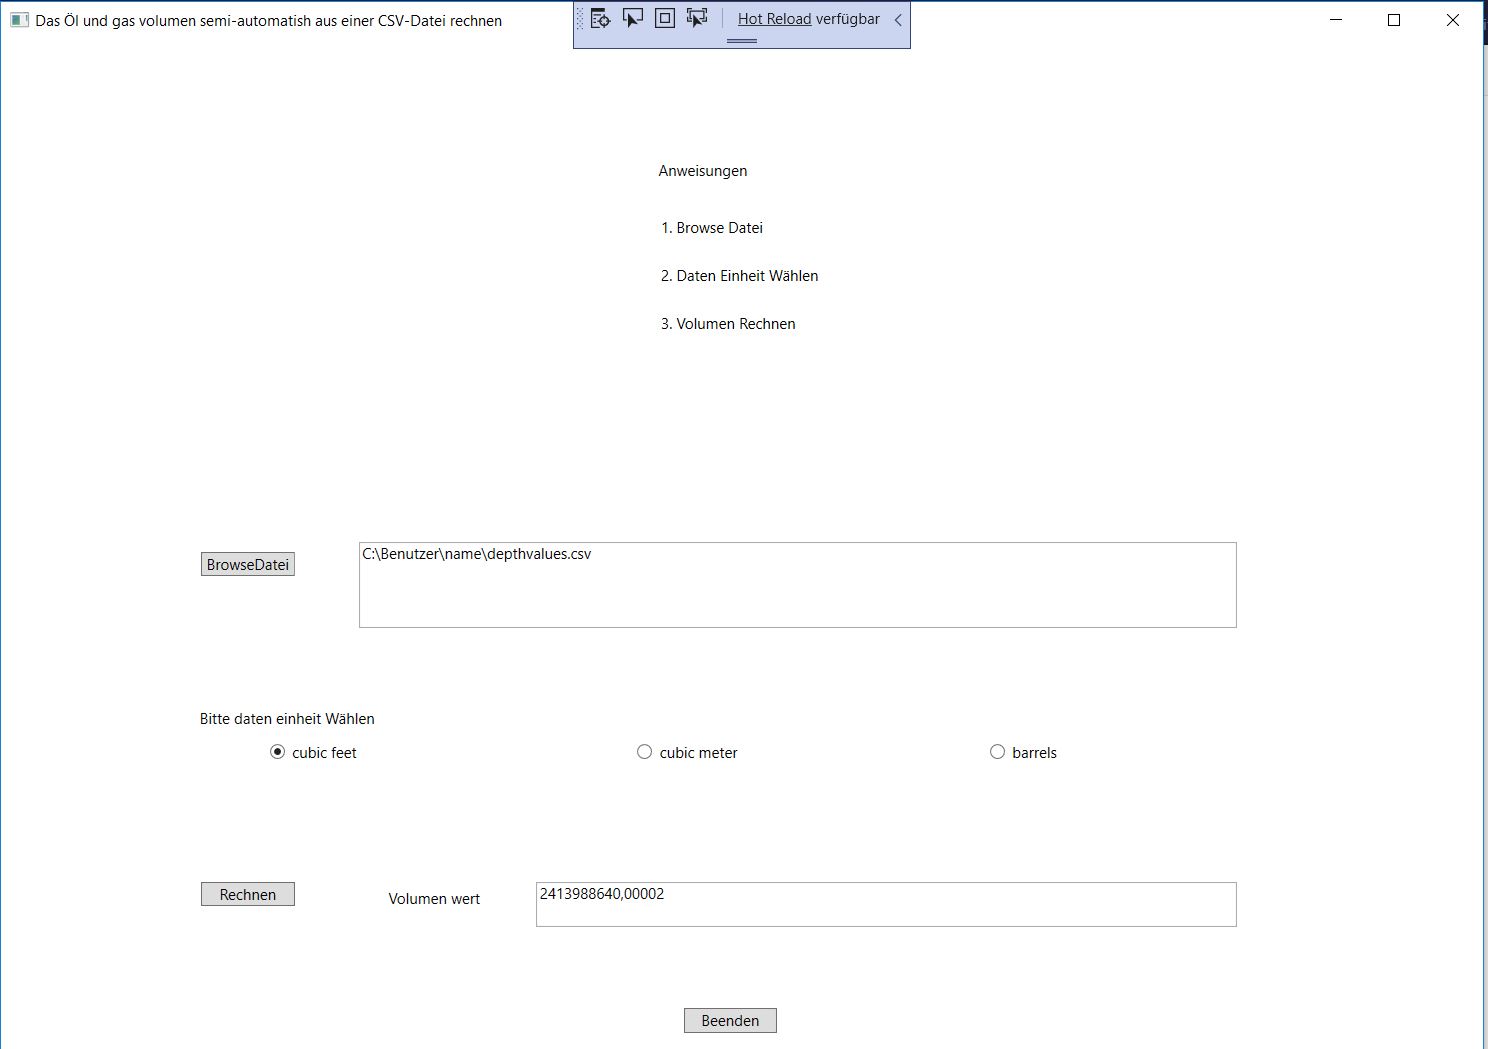 Das Öl und gas volumen semi-automatish aus einer CSV-Datei rechnen
Hot Reload verfügbar
Anweisungen
1. Browse Datei
2. Daten Einheit Wählen
3. Volumen Rechnen
BrowseDatei
C:\Benutzer\name\depthvalues.csv
Bitte daten einheit Wählen
cubic feet
cubic meter
barrels
Rechnen
Volumen wert
2413988640,00002
Beenden